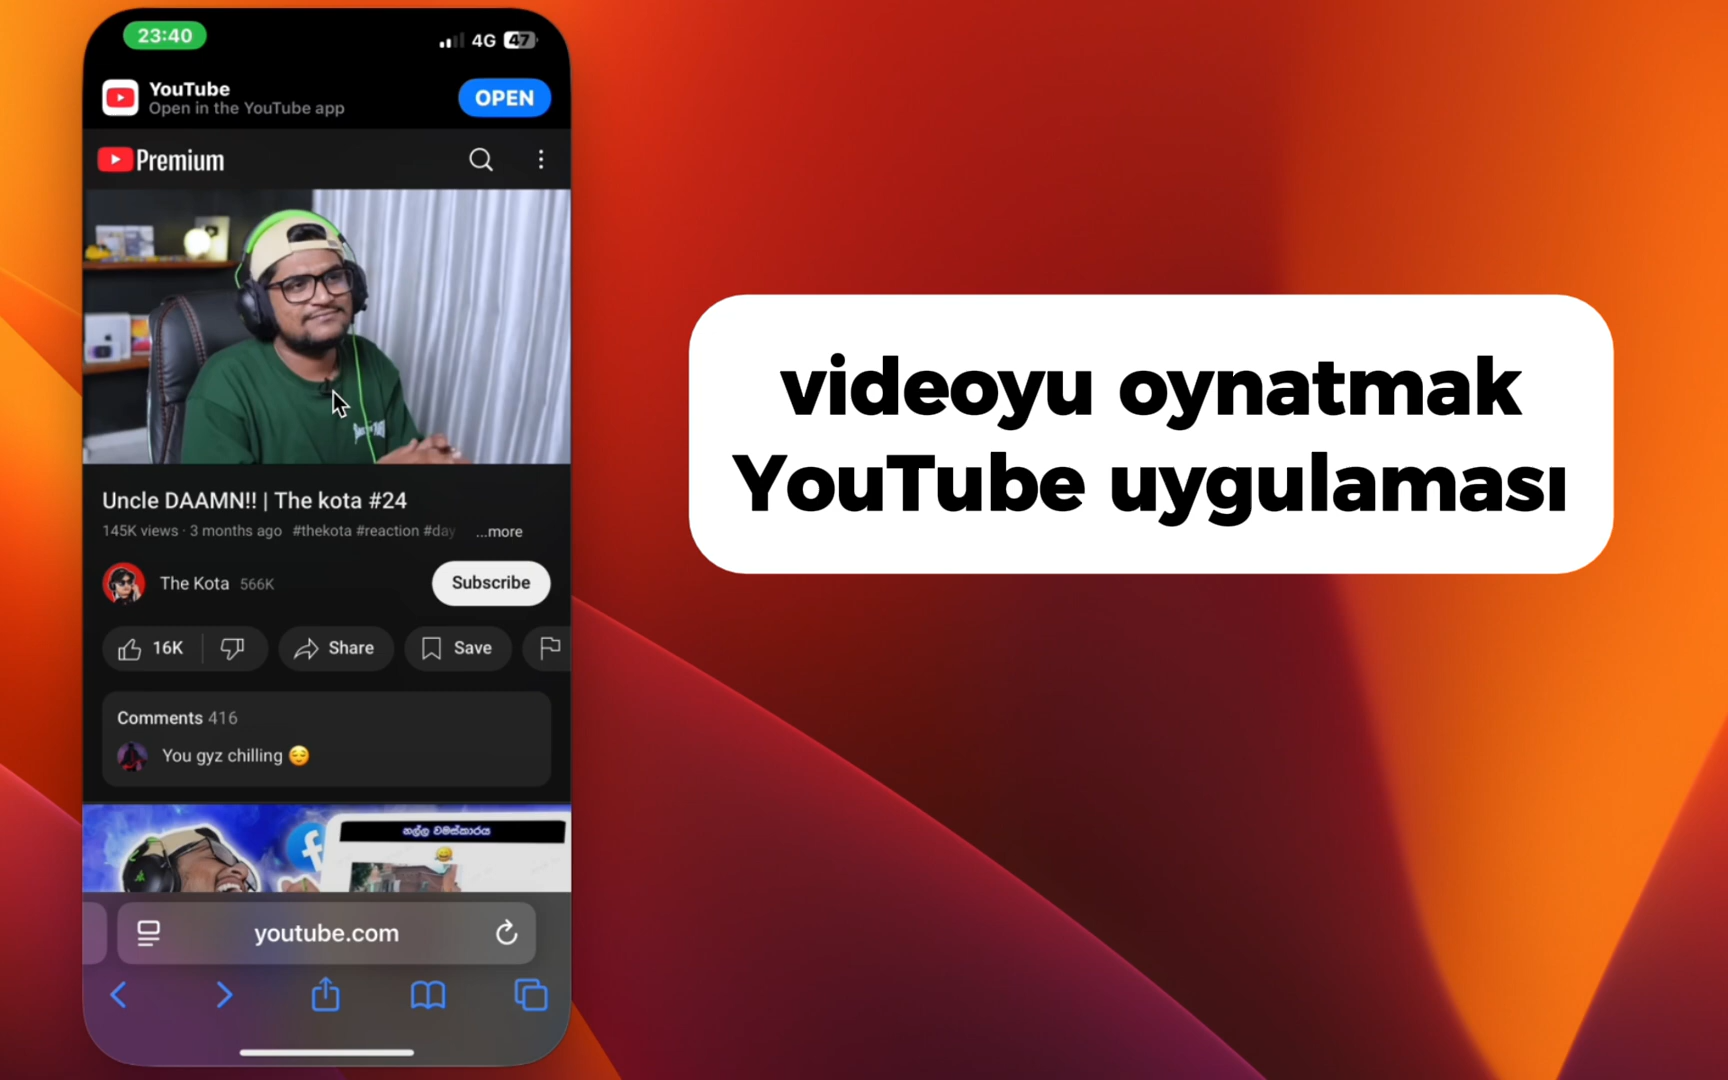 23:40
4G 47
YouTube
Open in the YouTube app
OPEN
Premium
Uncle DAAMN!! | The kota #24
145K views · 3 months ago #thekota #reaction #day ...more
The Kota 566K
Subscribe
16K
Share
Save
Comments 416
You gyz chilling 😌
youtube.com
videoyu oynatmak
YouTube uygulaması